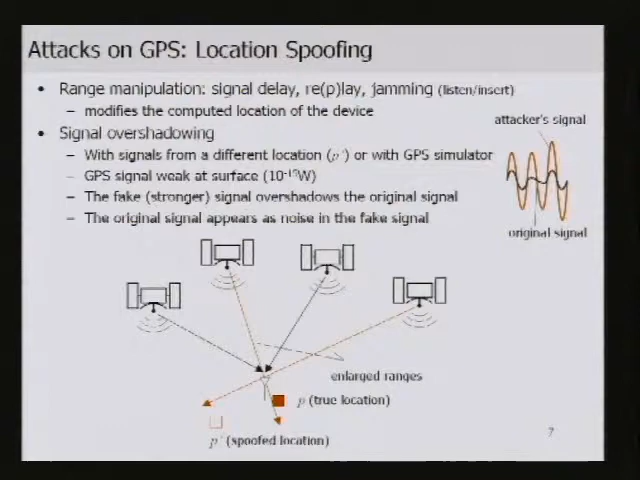 Attacks on GPS: Location Spoofing
• Range manipulation: signal delay, re(p)lay, jamming (listen/insert)
– modifies the computed location of the device
• Signal overshadowing
– With signals from a different location (p') or with GPS simulator
– GPS signal weak at surface (10-15W)
– The fake (stronger) signal overshadows the original signal
– The original signal appears as noise in the fake signal
attacker's signal
original signal
enlarged ranges
p (true location)
p' (spoofed location)
7